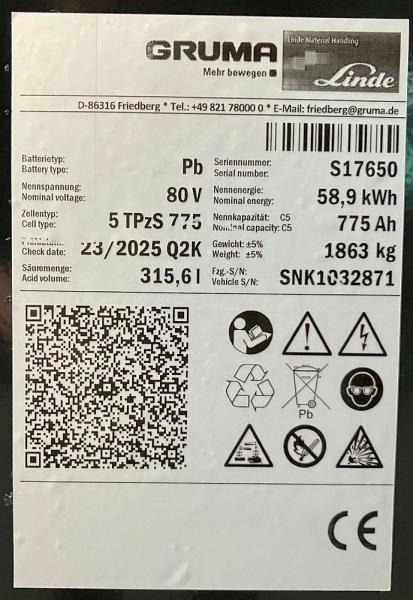 GRUMA
Mehr bewegen
Linde Material Handling
Linde
D-86316 Friedberg * Tel.: +49 821 78000 0 * E-Mail: friedberg@gruma.de
Batterietyp: Battery type: Pb
Seriennummer: Serial number: S17650
Nennspannung: Nominal voltage: 80 V
Nennenergie: Nominal energy: 58,9 kWh
Zellentyp: Cell type: 5 TPzS 775
Nennkapazität: C5 Nominal capacity: C5 775 Ah
Check date: 23/2025 Q2K
Gewicht: ±5% Weight: ±5% 1863 kg
Säuremenge: Acid volume: 315,6 l
Fzg.-S/N: Vehicle S/N: SNK1032871
Pb
CE